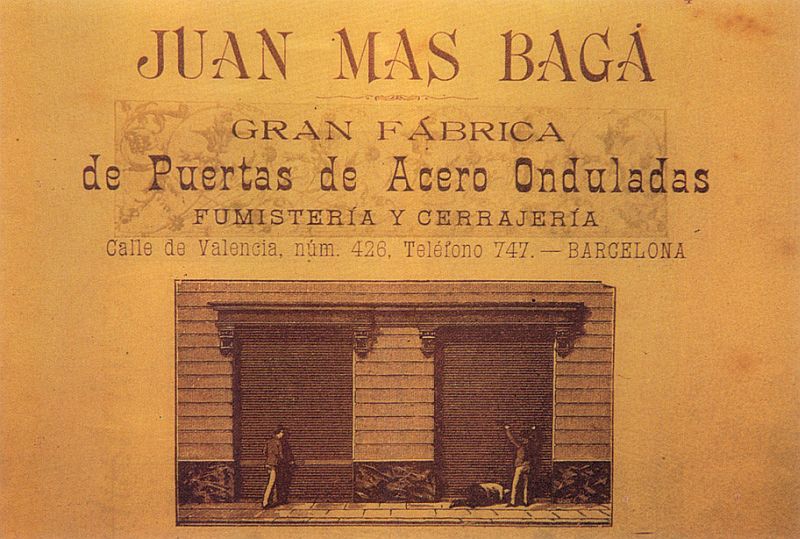 JUAN MAS BAGÁ
GRAN FÁBRICA
de Puertas de Acero Onduladas
FUMISTERÍA Y CERRAJERÍA
Calle de Valencia, núm. 426, Teléfono 747. — BARCELONA